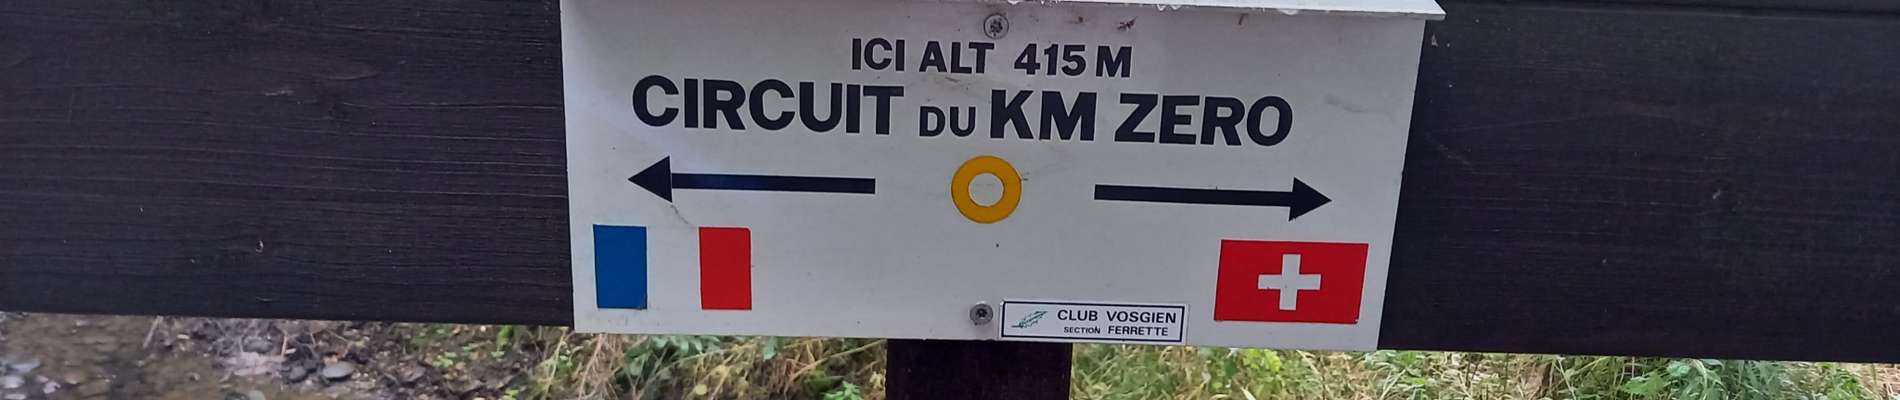 ICI ALT 415 M
CIRCUIT DU KM ZERO
CLUB VOSGIEN
SECTION FERRETTE